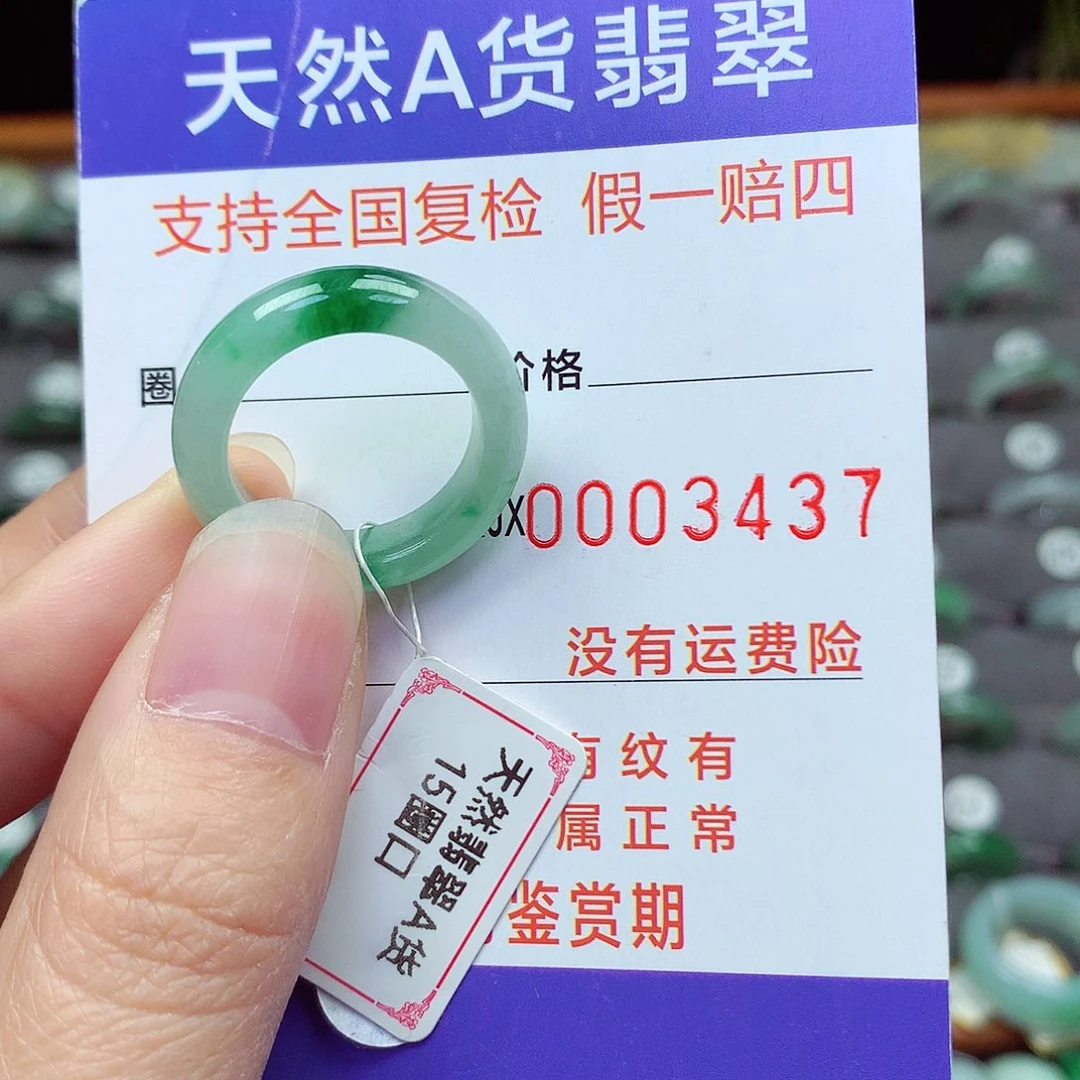 天然A货翡翠
支持全国复检 假一赔四
圈
价格
X0003437
没有运费险
有纹有
属正常
鉴赏期
天然翡翠A货
15圈口